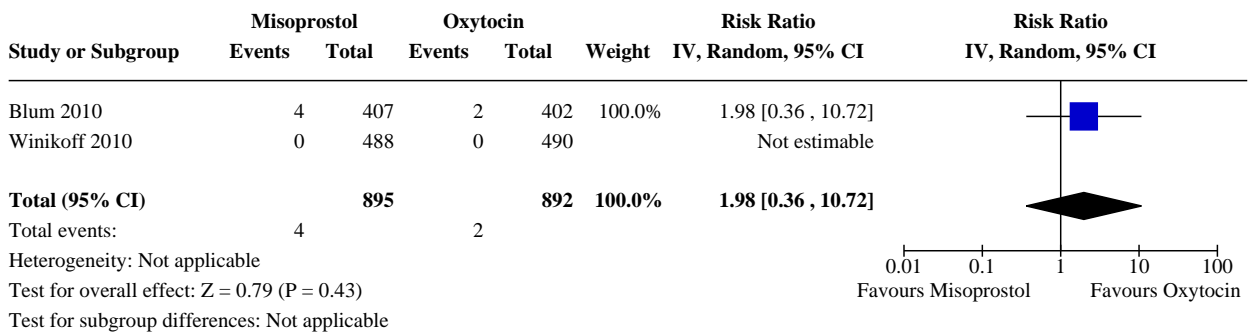 Misoprostol Oxytocin Risk Ratio Risk Ratio
Study or Subgroup Events Total Events Total Weight IV, Random, 95% CI IV, Random, 95% CI
Blum 2010 4 407 2 402 100.0% 1.98 [0.36 , 10.72]
Winikoff 2010 0 488 0 490 Not estimable
Total (95% CI) 895 892 100.0% 1.98 [0.36 , 10.72]
Total events: 4 2
Heterogeneity: Not applicable
Test for overall effect: Z = 0.79 (P = 0.43)
Test for subgroup differences: Not applicable
0.01 0.1 1 10 100
Favours Misoprostol Favours Oxytocin